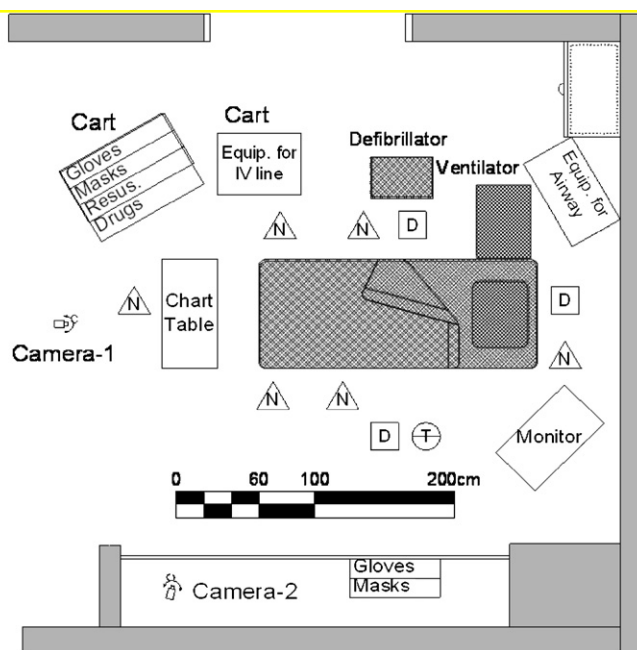 Cart
Cart
Gloves
Masks
Resus.
Drugs
Equip. for
IV line
Defibrillator
Ventilator
Equip. for
Airway
N
N
D
N
Chart
Table
D
Camera-1
N
N
N
D
T
Monitor
0 60 100 200cm
Gloves
Masks
Camera-2